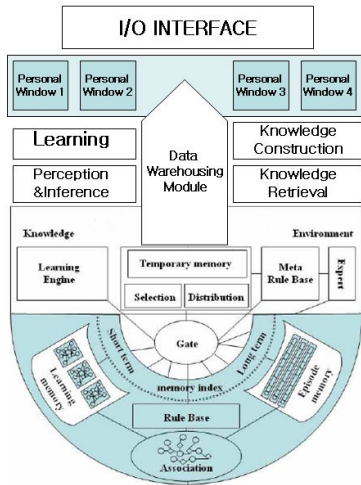 I/O INTERFACE
Personal
Window 1
Personal
Window 2
Personal
Window 3
Personal
Window 4
Learning
Perception
&Inference
Data
Warehousing
Module
Knowledge
Construction
Knowledge
Retrieval
Knowledge
Environment
Learning
Engine
Temporary memory
Selection
Distribution
Meta
Rule Base
Expert
Short term
Gate
Long term
memory index
Learning memory
Episode memory
Rule Base
Association